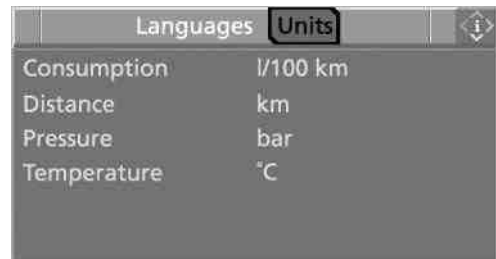 Languages Units
Consumption l/100 km
Distance km
Pressure bar
Temperature °C